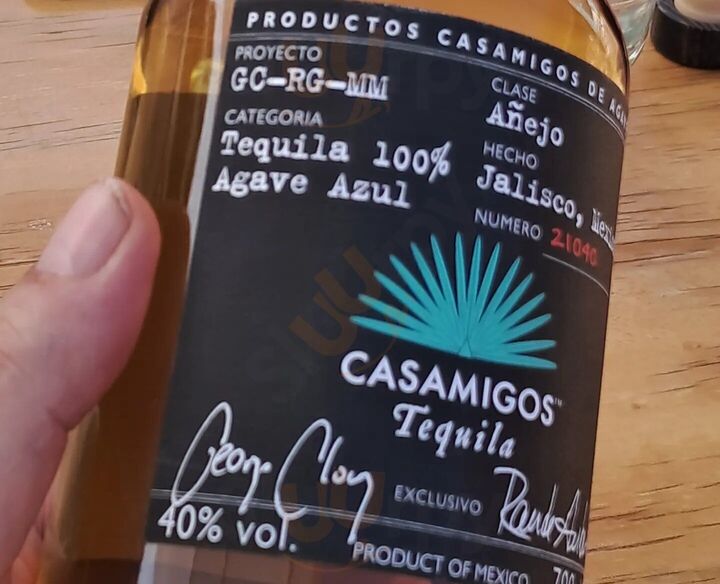 PRODUCTOS CASAMIGOS DE
PROYECTO
GC-RG-MM
CATEGORIA
Tequila 100%
Agave Azul
CLASE
Añejo
HECHO
Jalisco,
NUMERO 21040
CASAMIGOS™
Tequila
EXCLUSIVO
40% vol.
PRODUCT OF MEXICO